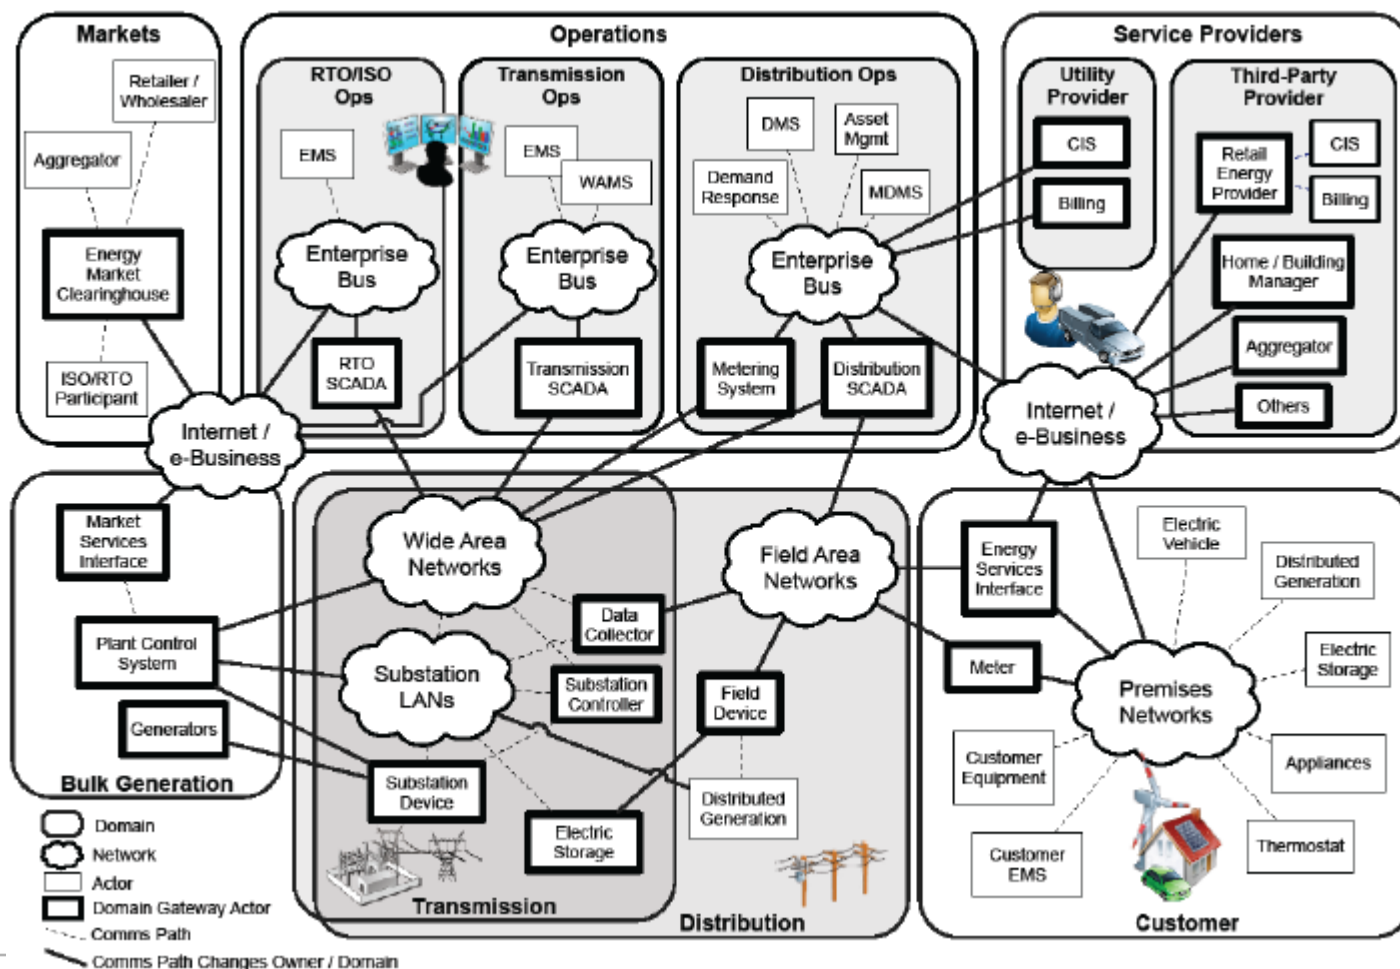 Markets
Retailer /
Wholesaler
Aggregator
Energy
Market
Clearinghouse
ISO/RTO
Participant
Operations
RTO/ISO
Ops
EMS
Enterprise
Bus
RTO
SCADA
Transmission
Ops
EMS
WAMS
Enterprise
Bus
Transmission
SCADA
Distribution Ops
DMS
Asset
Mgmt
Demand
Response
MDMS
Enterprise
Bus
Metering
System
Distribution
SCADA
Service Providers
Utility
Provider
CIS
Billing
Third-Party
Provider
Retail
Energy
Provider
CIS
Billing
Home / Building
Manager
Aggregator
Others
Internet /
e-Business
Internet /
e-Business
Market
Services
Interface
Plant Control
System
Generators
Bulk Generation
Wide Area
Networks
Substation
LANs
Data
Collector
Substation
Controller
Substation
Device
Electric
Storage
Transmission
Field Area
Networks
Field
Device
Distributed
Generation
Distribution
Energy
Services
Interface
Meter
Electric
Vehicle
Distributed
Generation
Electric
Storage
Premises
Networks
Customer
Equipment
Appliances
Customer
EMS
Thermostat
Customer
Domain
Network
Actor
Domain Gateway Actor
Comms Path
Comms Path Changes Owner / Domain